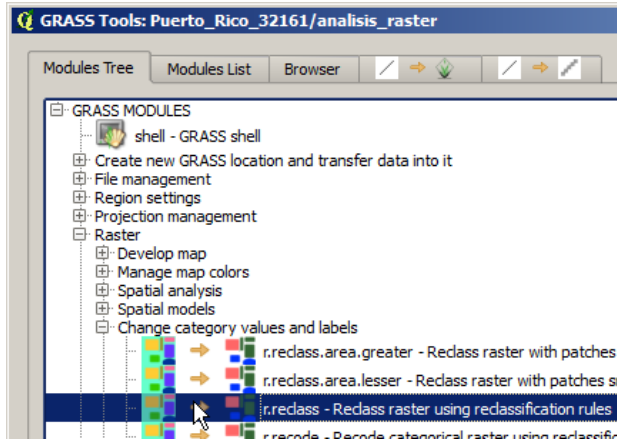 GRASS Tools: Puerto_Rico_32161/analisis_raster
Modules Tree Modules List Browser
GRASS MODULES
shell - GRASS shell
Create new GRASS location and transfer data into it
File management
Region settings
Projection management
Raster
Develop map
Manage map colors
Spatial analysis
Spatial models
Change category values and labels
r.reclass.area.greater - Reclass raster with patches
r.reclass.area.lesser - Reclass raster with patches s
r.reclass - Reclass raster using reclassification rules
r.recode - Recode categorical raster using reclassific